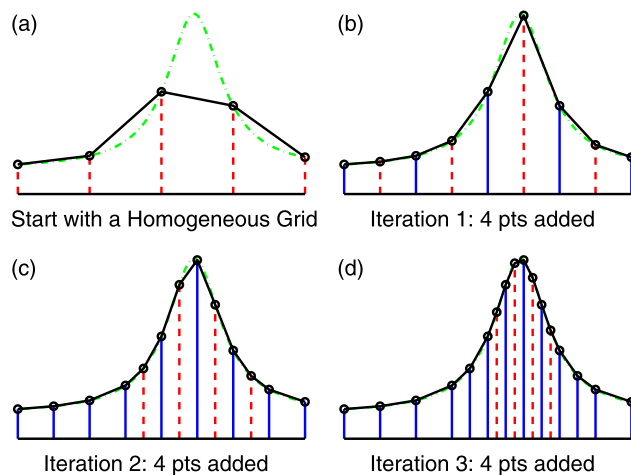 (a)
(b)
Start with a Homogeneous Grid
Iteration 1: 4 pts added
(c)
(d)
Iteration 2: 4 pts added
Iteration 3: 4 pts added